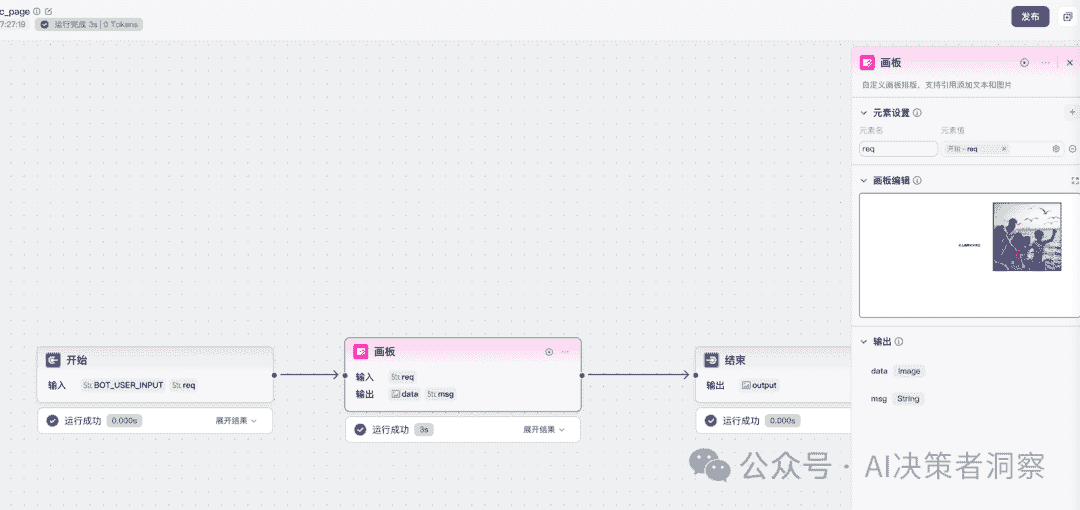 c_page
7:27:19 运行完成 3s | 0 Tokens
发布
画板
自定义画板排版，支持引用添加文本和图片
元素设置
元素名 元素值
req 开始 - req
画板编辑
输出
data Image
msg String
开始
输入 Str. BOT_USER_INPUT Str. req
运行成功 0.000s 展开结果
画板
输入 Str. req
输出 data Str. msg
运行成功 3s 展开结果
结束
输出 output
运行成功 0.000s
公众号 · AI决策者洞察